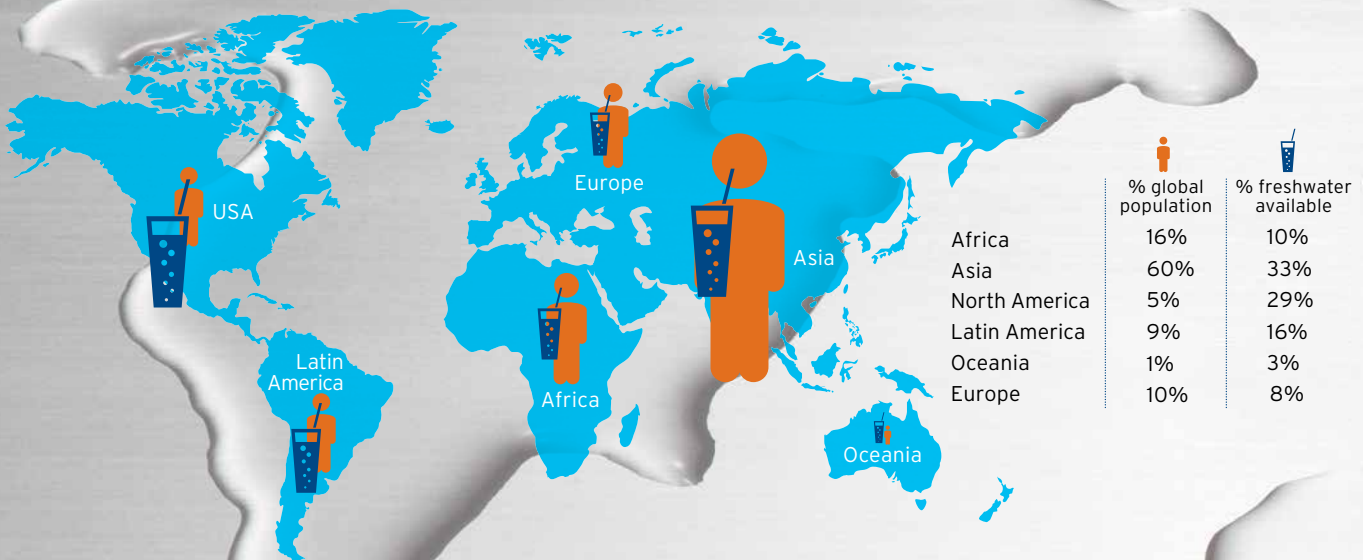 USA
Latin
America
Europe
Africa
Asia
Oceania
% global
population
% freshwater
available
Africa 16% 10%
Asia 60% 33%
North America 5% 29%
Latin America 9% 16%
Oceania 1% 3%
Europe 10% 8%